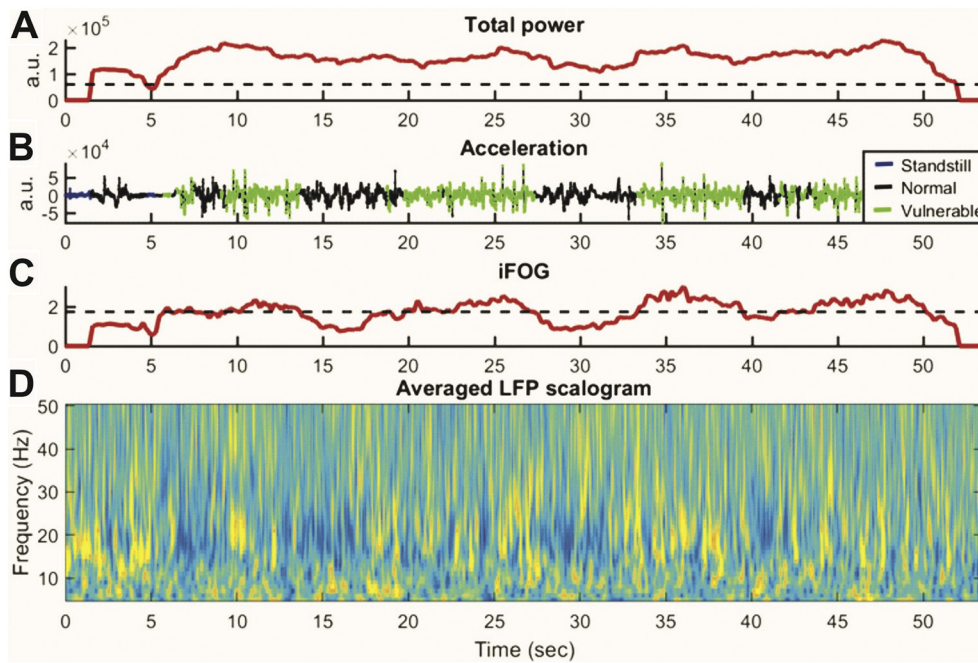 A
×10^5
Total power
a.u.
2
1
0
0 5 10 15 20 25 30 35 40 45 50
B
×10^4
Acceleration
a.u.
5
0
-5
Standstill
Normal
Vulnerable
0 5 10 15 20 25 30 35 40 45 50
C
iFOG
2
0
0 5 10 15 20 25 30 35 40 45 50
D
Averaged LFP scalogram
Frequency (Hz)
50
40
30
20
10
0 5 10 15 20 25 30 35 40 45 50
Time (sec)